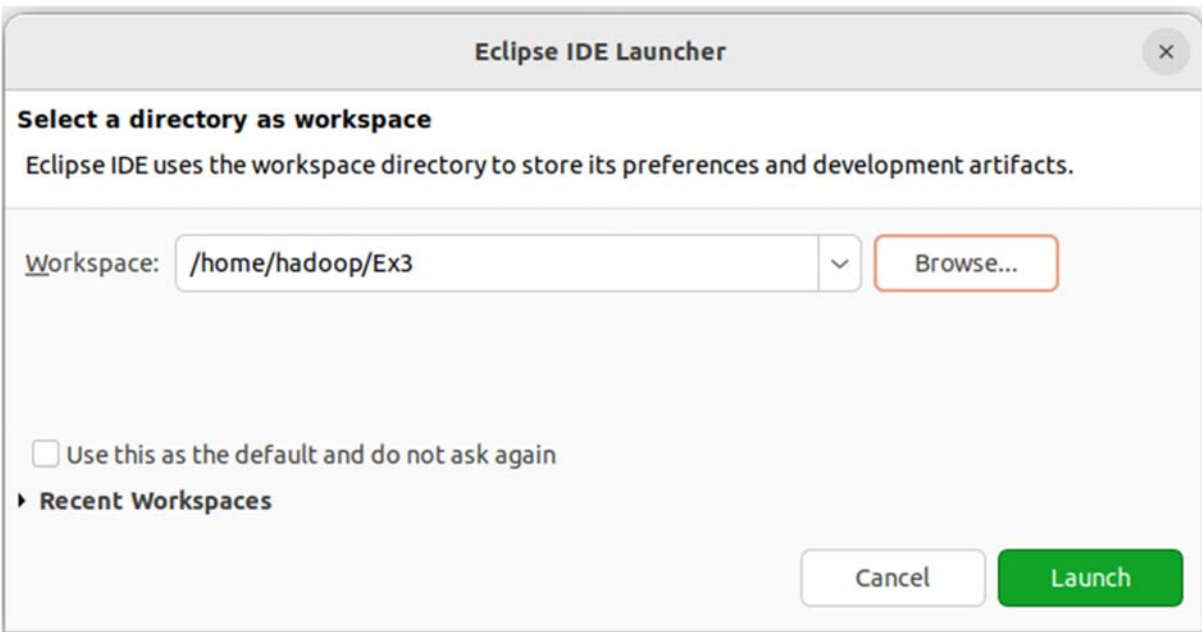 Eclipse IDE Launcher
Select a directory as workspace
Eclipse IDE uses the workspace directory to store its preferences and development artifacts.
Workspace: /home/hadoop/Ex3 Browse...
Use this as the default and do not ask again
Recent Workspaces
Cancel Launch